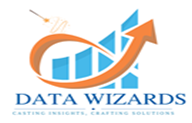 DATA WIZARDS
CASTING INSIGHTS, CRAFTING SOLUTIONS